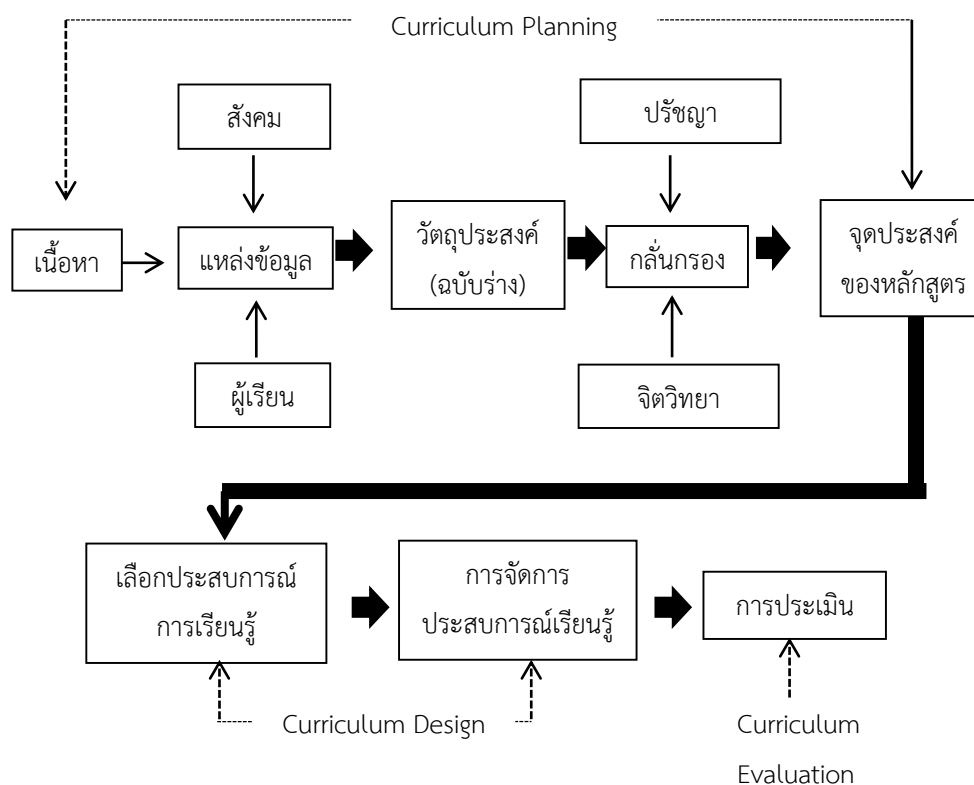 Curriculum Planning
สังคม
ปรัชญา
เนื้อหา
แหล่งข้อมูล
วัตถุประสงค์
(ฉบับร่าง)
กลั่นกรอง
จุดประสงค์
ของหลักสูตร
ผู้เรียน
จิตวิทยา
เลือกประสบการณ์
การเรียนรู้
การจัดการ
ประสบการณ์เรียนรู้
การประเมิน
Curriculum Design
Curriculum
Evaluation